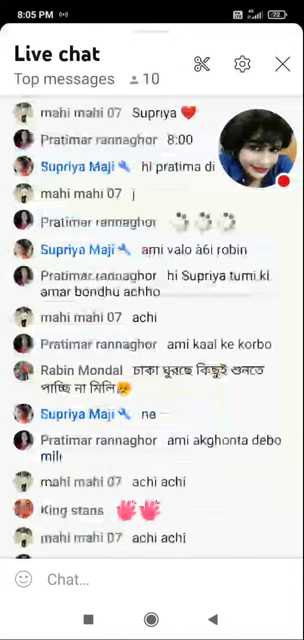 8:05 PM
72
Live chat
Top messages 10
mahi mahi 07 Supriya ❤️
Pratimar rannaghor 8:00
Supriya Maji hi pratima di
mahi mahi 07 j
Pratimar rannaghor
Supriya Maji ami valo a6i robin
Pratimar rannaghor hi Supriya tumi ki
amar bondhu achho
mahi mahi 07 achi
Pratimar rannaghor ami kaal ke korbo
Rabin Mondal চাকা ঘুরছে কিছুই শুনতে
পাচ্ছি না মিলি😢
Supriya Maji na
Pratimar rannaghor ami akghonta debo
mili
mahi mahi 07 achi achi
King stans
mahi mahi 07 achi achi
Chat...